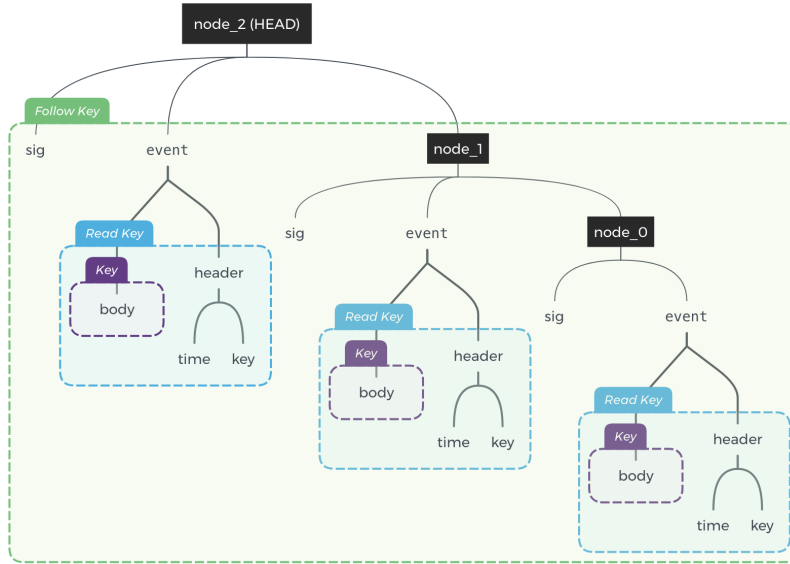 node_2 (HEAD)
Follow Key
sig
event
node_1
Read Key
Key
body
header
time
key
sig
event
node_0
Read Key
Key
body
header
time
key
sig
event
Read Key
Key
body
header
time
key